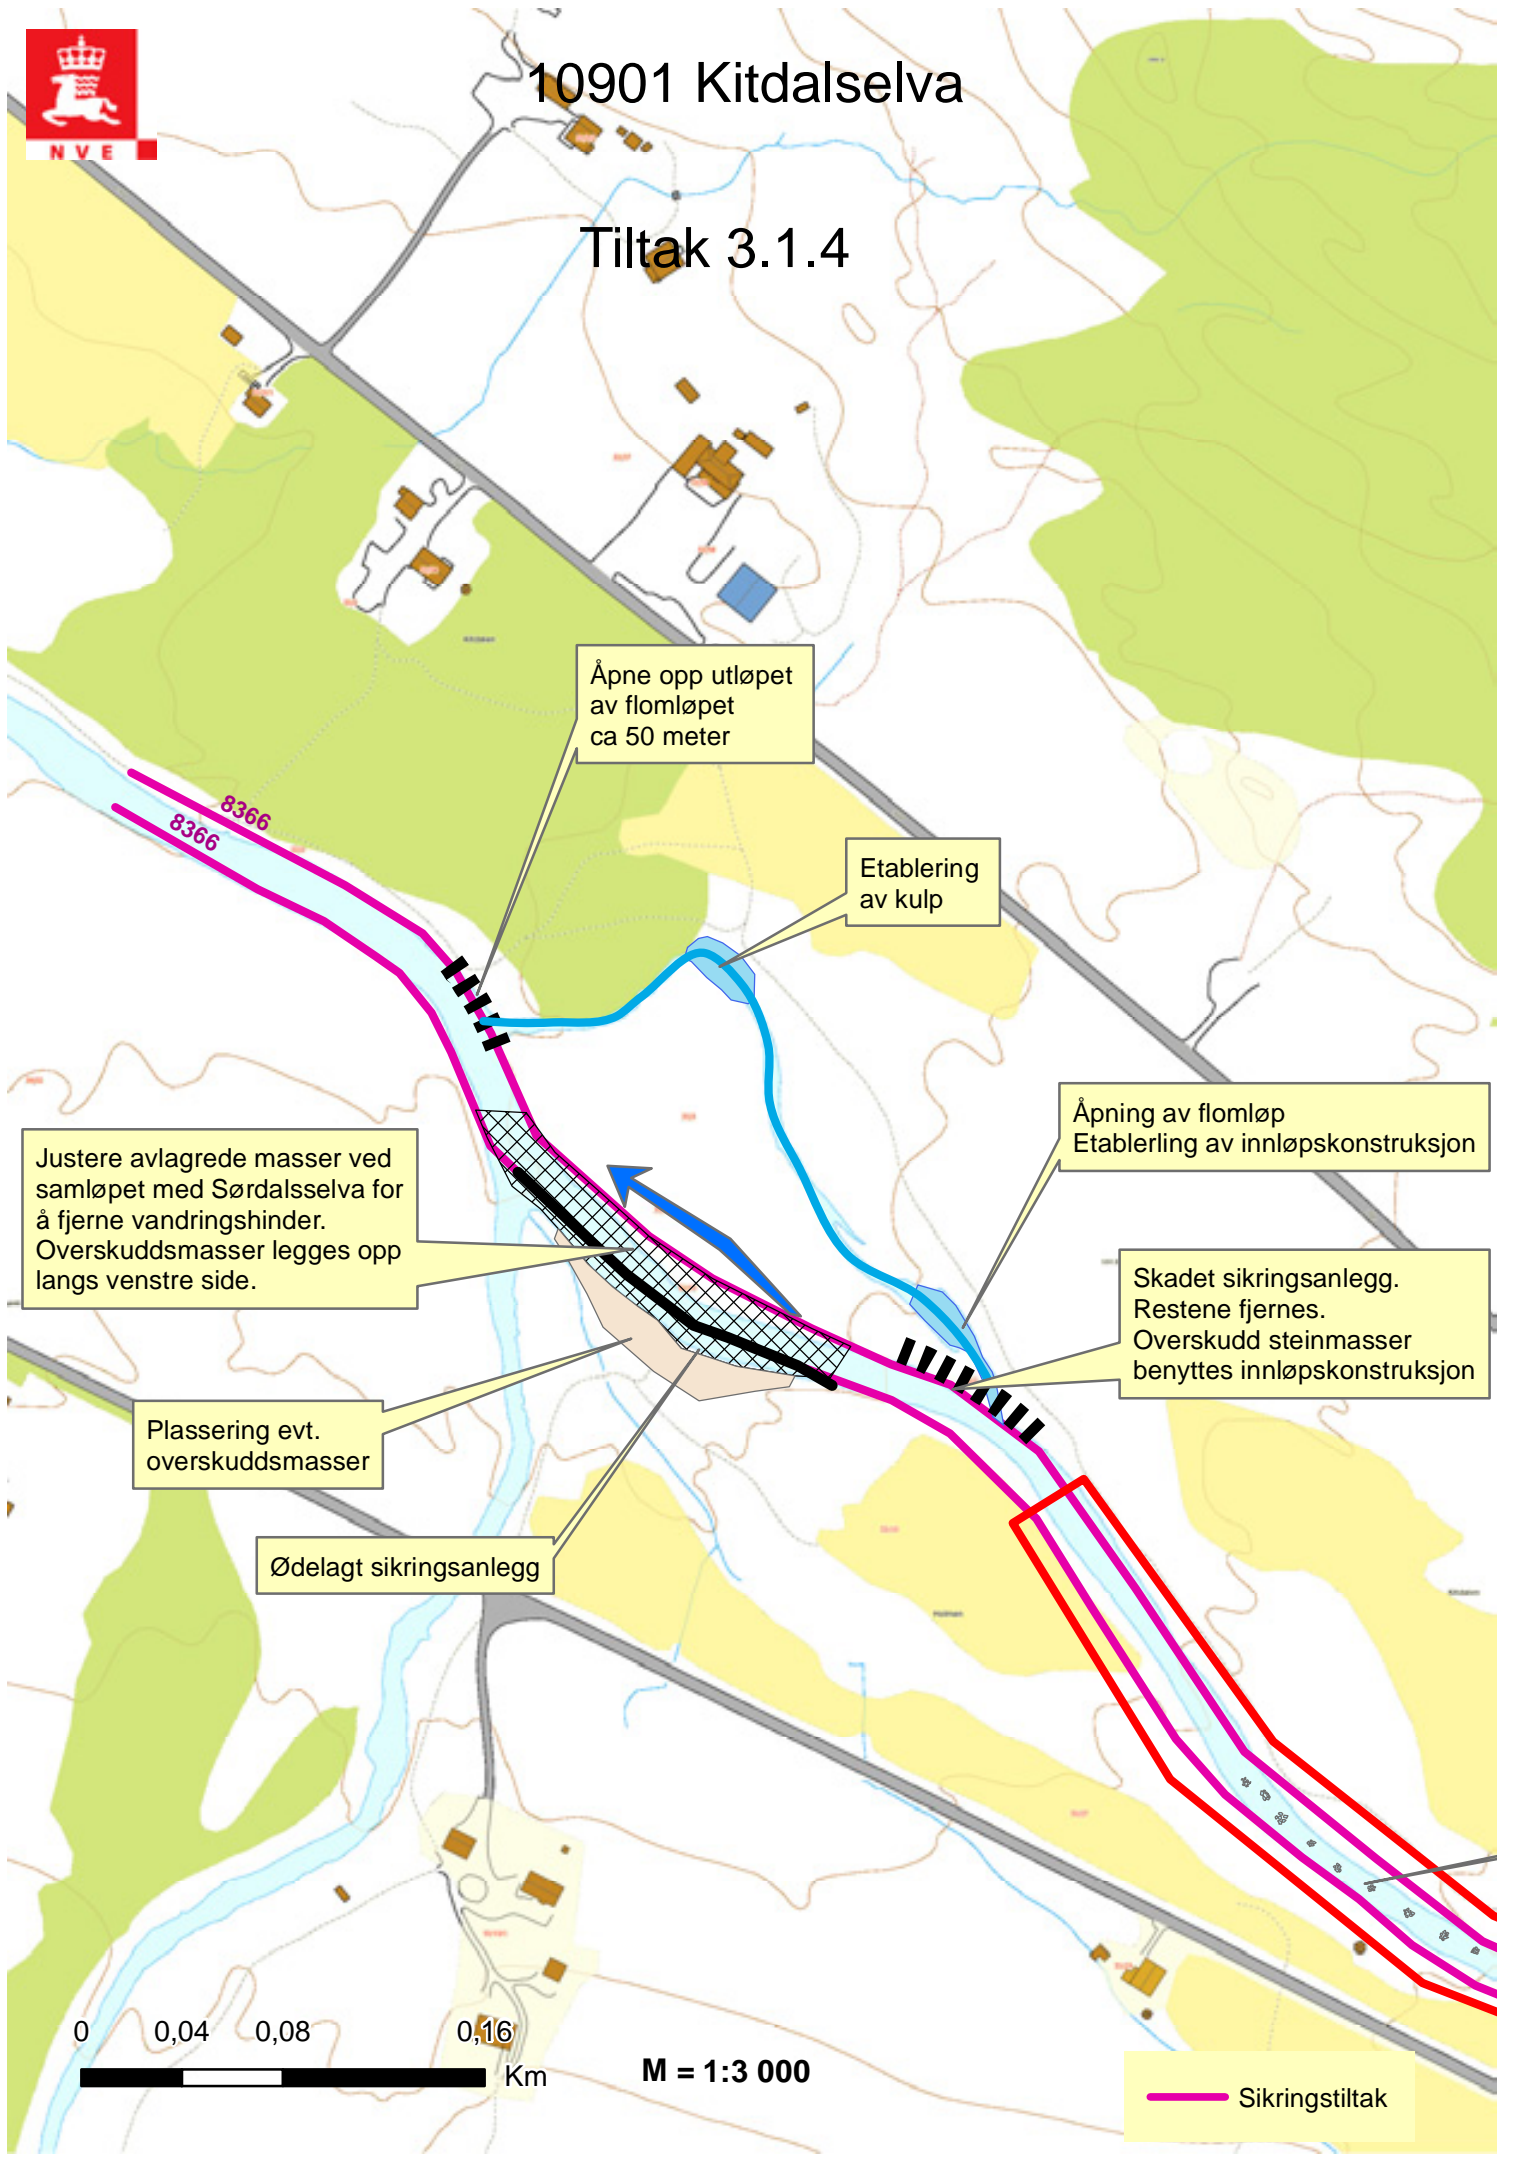 NVE
10901 Kitdalselva
Tiltak 3.1.4
Åpne opp utløpet
av flomløpet
ca 50 meter
8366
8366
Etablering
av kulp
Åpning av flomløp
Etablerling av innløpskonstruksjon
Justere avlagrede masser ved
samløpet med Sørdalsselva for
å fjerne vandringshinder.
Overskuddsmasser legges opp
langs venstre side.
Skadet sikringsanlegg.
Restene fjernes.
Overskudd steinmasser
benyttes innløpskonstruksjon
Plassering evt.
overskuddsmasser
Ødelagt sikringsanlegg
0 0,04 0,08 0,16
Km
M = 1:3 000
Sikringstiltak